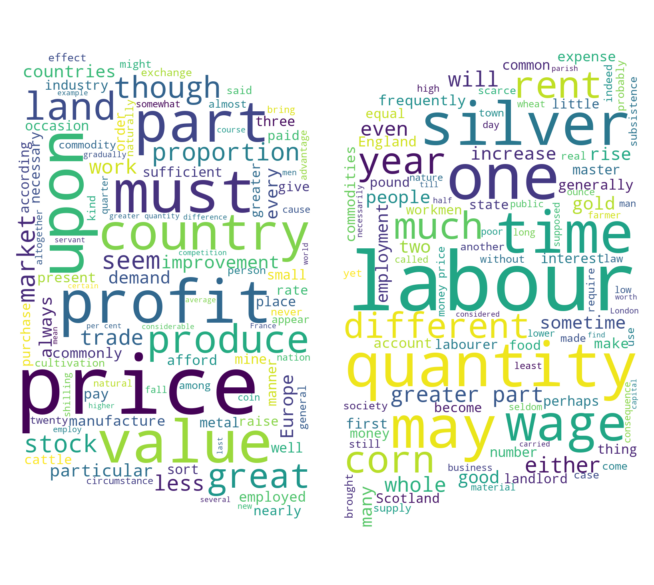 effect
countries
might
exchange
industry
example
though
said
somewhat
almost
bring
land
part
course
three
occasion
order
naturally
paid
advantage
commodity
proportion
gradually
work
according
necessary
upon
kind
quarter
must
sufficient
greater
every
men
give
cause
altogether
greater quantity
difference
servant
country
competition
world
market
seem
improvement
demand
person
small
present
certain
profit
rate
place
never
appear
average
purchase
always
mean
trade
per cent
considerable
France
produce
commonly
cultivation
afford
mine
nation
manner
shilling
price
natural
fall
among
coin
Europe
general
pay
higher
twenty
manufacture
metal
raise
employ
value
last
well
stock
cattle
particular
sort
great
circumstance
less
employed
several
new
nearly
common
parish
expense
will
rent
high
scarce
indeed
probably
subsistence
frequently
silver
wheat
little
equal
town
even
England
day
year
one
increase
real
rise
commodities
pound
nature
till
ounce
master
generally
necessarily
people
half
state
public
gold
man
workmen
supposed
farmer
employment
much
poor
long
time
two
another
yet
called
without
interest
law
money price
labour
require
low
worth
considered
London
different
lower
sometime
account
labourer
food
made
find
make
use
quantity
least
society
greater part
consequence
capital
become
seldom
perhaps
first
may
wage
money
still
carried
number
thing
corn
business
either
whole
good
landlord
case
come
material
brought
many
Scotland
supply